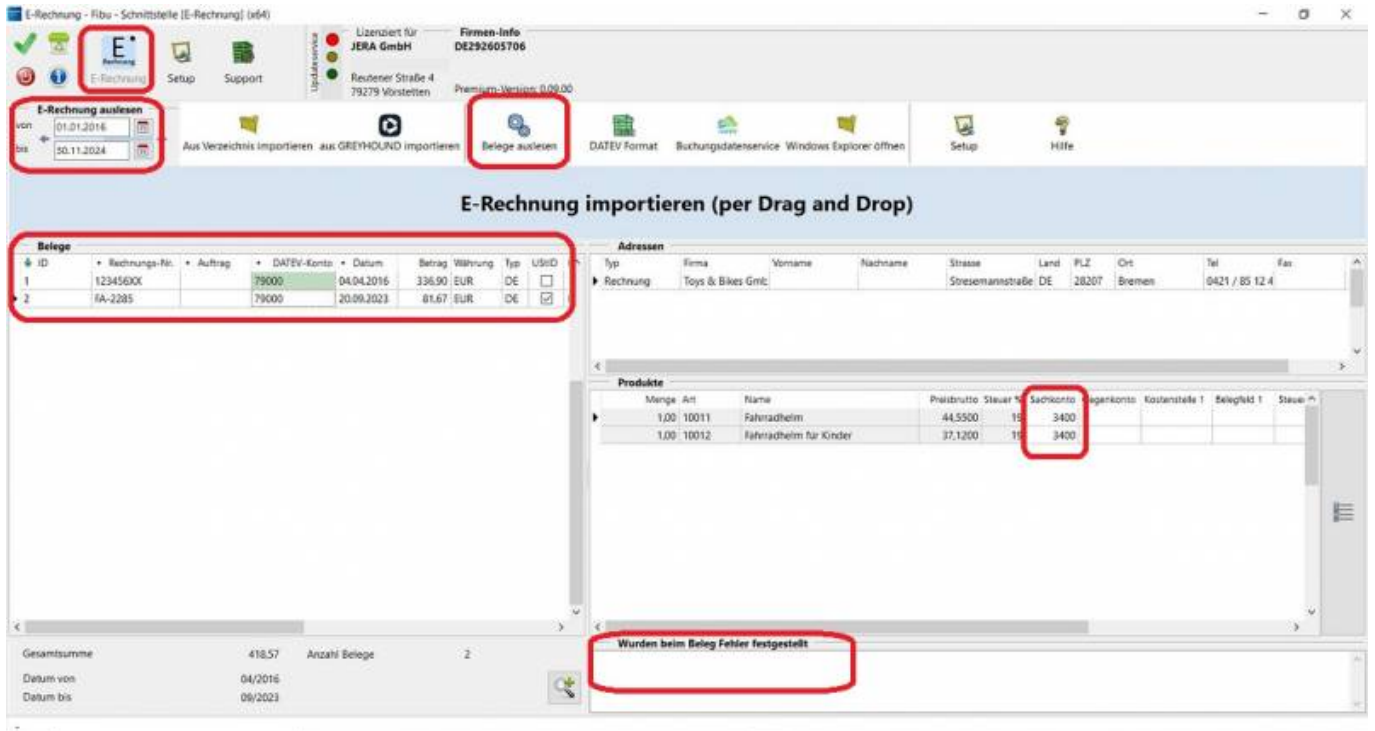 E-Rechnung - Fibu - Schnittstelle [E-Rechnung] (x64)
E
Rechnung
E-Rechnung
Setup
Support
Updateservice
Lizenziert für
JERA GmbH
Reutener Straße 4
79279 Vörstetten
Firmen-Info
DE292605706
Premium-Version: 0.09.00
E-Rechnung auslesen
von 01.01.2016
bis 30.11.2024
Aus Verzeichnis importieren
aus GREYHOUND importieren
Belege auslesen
DATEV Format
Buchungsdatenservice
Windows Explorer öffnen
Setup
Hilfe
E-Rechnung importieren (per Drag and Drop)
Belege
ID Rechnungs-Nr. Auftrag DATEV-Konto Datum Betrag Währung Typ UStID
1 123456XX 79000 04.04.2016 336,90 EUR DE
2 FA-2285 79000 20.09.2023 81,67 EUR DE
Adressen
Typ Firma Vorname Nachname Strasse Land PLZ Ort Tel Fax
Rechnung Toys & Bikes Gmb Stresemannstraße DE 28207 Bremen 0421 / 85 12 4
Produkte
Menge Art Name Preisbrutto Steuer % Sachkonto Gegenkonto Kostenstelle 1 Belegfeld 1 Steue
1,00 10011 Fahrradhelm 44,5500 19 3400
1,00 10012 Fahrradhelm für Kinder 37,1200 19 3400
Gesamtsumme 418,57 Anzahl Belege 2
Datum von 04/2016
Datum bis 09/2023
Wurden beim Beleg Fehler festgestellt